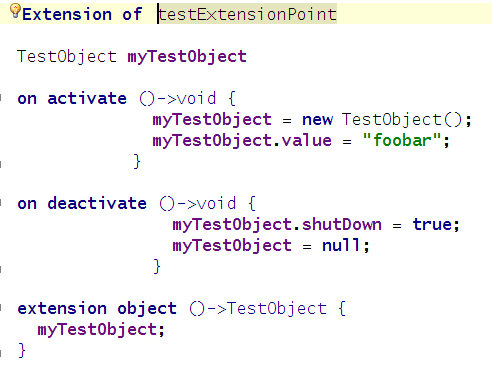 Extension of testExtensionPoint
TestObject myTestObject
on activate ()->void {
myTestObject = new TestObject();
myTestObject.value = "foobar";
}
on deactivate ()->void {
myTestObject.shutDown = true;
myTestObject = null;
}
extension object ()->TestObject {
myTestObject;
}